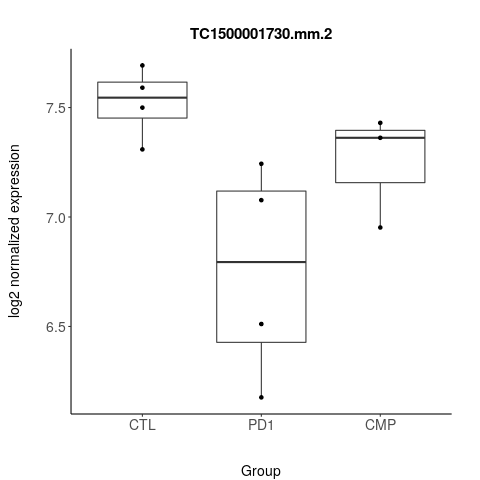 TC1500001730.mm.2
log2 normalized expression
7.5
7.0
6.5
CTL PD1 CMP
Group